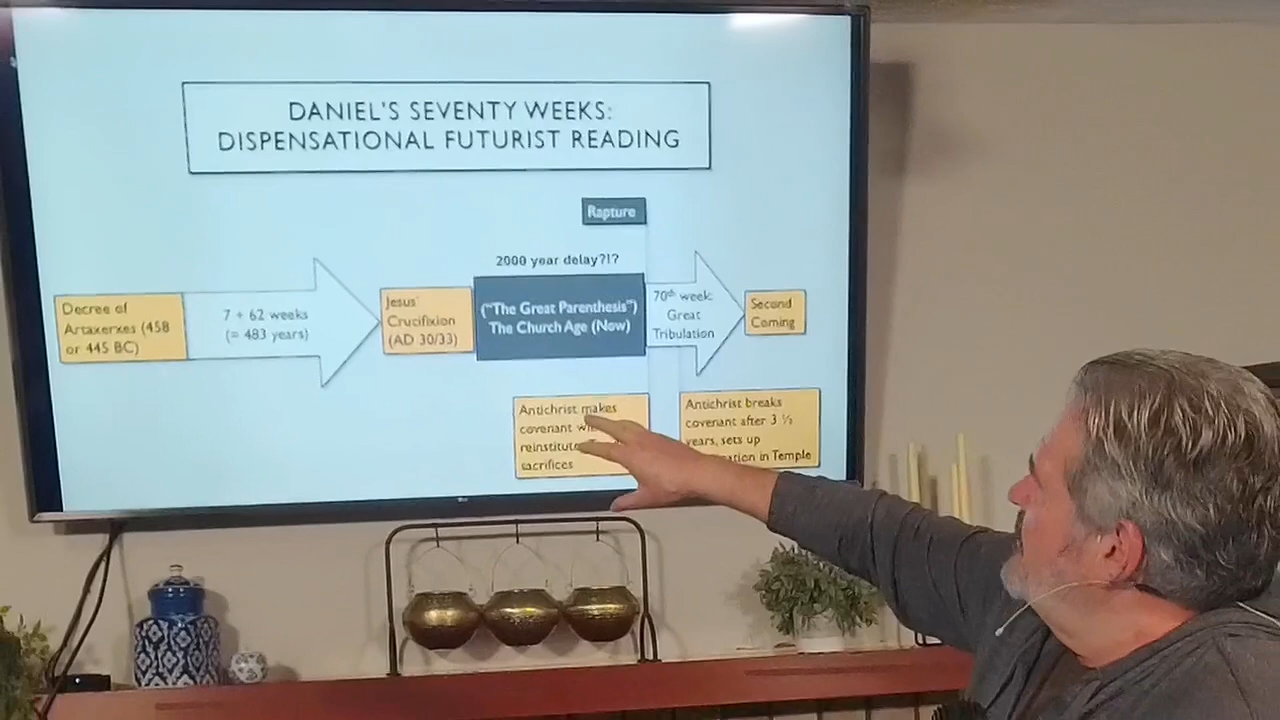 DANIEL'S SEVENTY WEEKS:
DISPENSATIONAL FUTURIST READING
Rapture
2000 year delay?!?
Decree of
Artaxerxes (458
or 445 BC)
7 + 62 weeks
(= 483 years)
Jesus'
Crucifixion
(AD 30/33)
("The Great Parenthesis")
The Church Age (Now)
70th week:
Great
Tribulation
Second
Coming
Antichrist makes
covenant
reinstitute
sacrifices
Antichrist breaks
covenant after 3 ½
years, sets up
in Temple